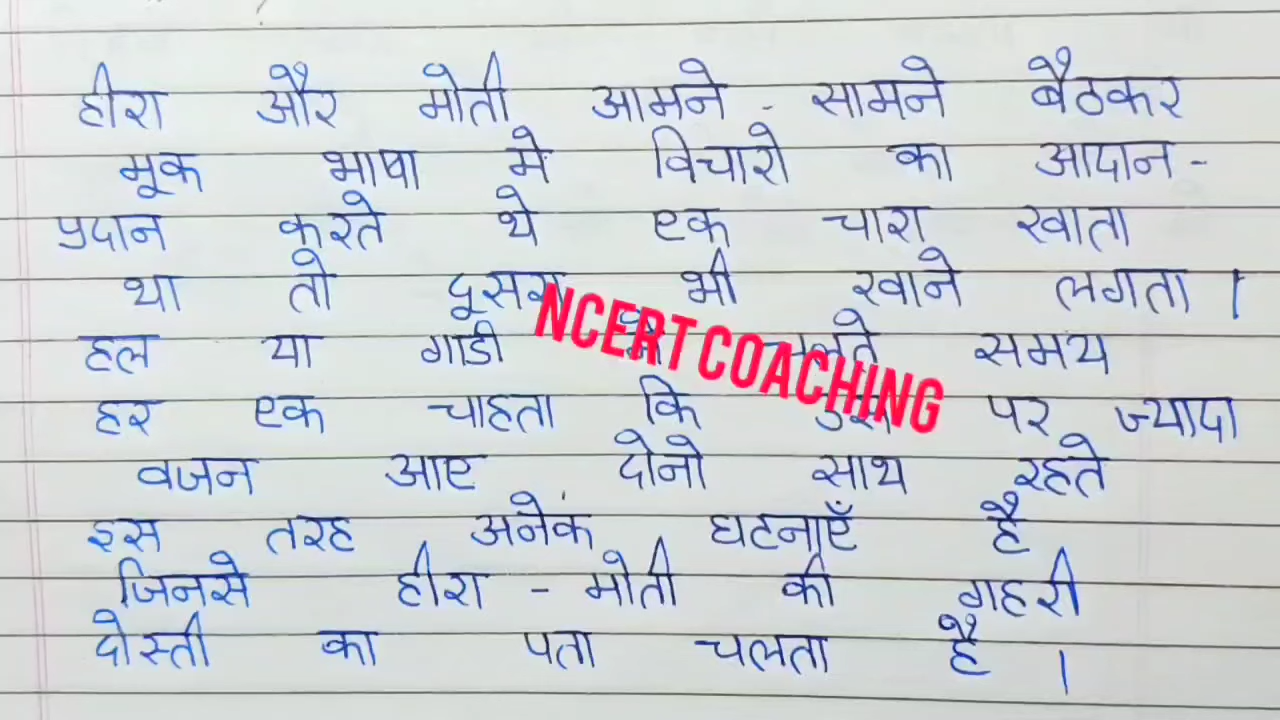 हीरा और मोती आमने - सामने बैठकर
मूक भाषा मे विचारो का आदान -
प्रदान करते थे एक चारा खाता
था तो दूसरा भी खाने लगता ।
हल या गाडी समय
हर एक चाहता कि पर ज्यादा
वजन आए दोनो साथ रहते
इस तरह अनेक घटनाएँ है
जिनसे हीरा - मोती की गहरी
दोस्ती का पता चलता है ।
NCERT COACHING